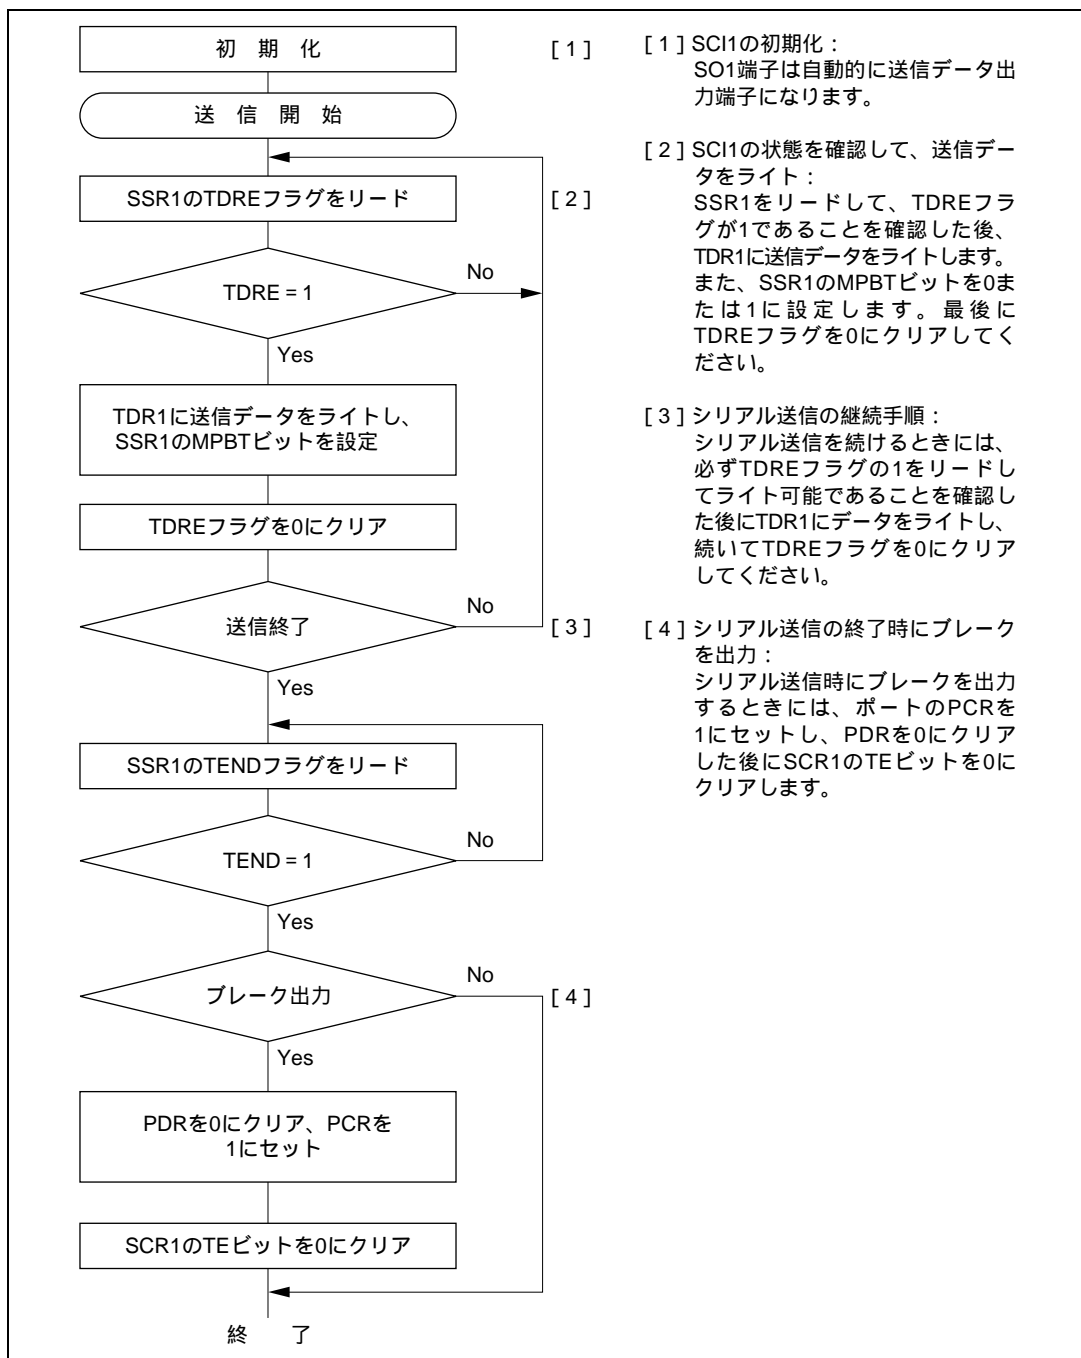 初 期 化
[ 1 ]
送 信 開 始
SSR1のTDREフラグをリード
[ 2 ]
TDRE = 1
No
Yes
TDR1に送信データをライトし、
SSR1のMPBTビットを設定
TDREフラグを0にクリア
送信終了
No
[ 3 ]
Yes
SSR1のTENDフラグをリード
TEND = 1
No
Yes
ブレーク出力
No
[ 4 ]
Yes
PDRを0にクリア、PCRを
1にセット
SCR1のTEビットを0にクリア
終 了
[ 1 ] SCI1の初期化：
SO1端子は自動的に送信データ出
力端子になります。
[ 2 ] SCI1の状態を確認して、送信デー
タをライト：
SSR1をリードして、TDREフラ
グが1であることを確認した後、
TDR1に送信データをライトします。
また、SSR1のMPBTビットを0ま
たは1に設定します。最後に
TDREフラグを0にクリアしてく
ださい。
[ 3 ] シリアル送信の継続手順：
シリアル送信を続けるときには、
必ずTDREフラグの1をリードし
てライト可能であることを確認し
た後にTDR1にデータをライトし、
続いてTDREフラグを0にクリア
してください。
[ 4 ] シリアル送信の終了時にブレーク
を出力：
シリアル送信時にブレークを出力
するときには、ポートのPCRを
1にセットし、PDRを0にクリア
した後にSCR1のTEビットを0に
クリアします。